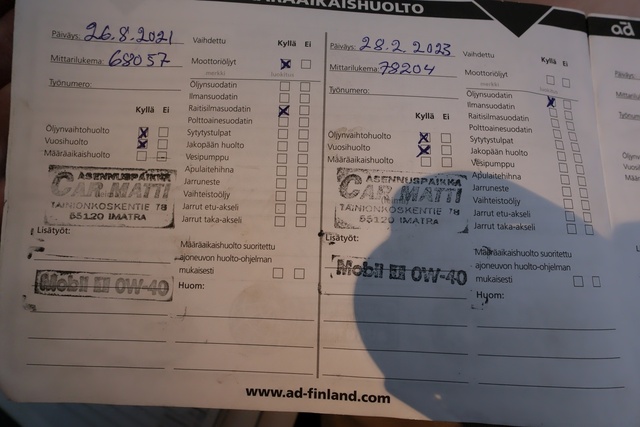 MÄÄRÄAIKAISHUOLTO
Päiväys: 26.8.2021
Mittarilukema: 68057
Työnumero:
Kyllä Ei
Öljynvaihtohuolto
Vuosihuolto
Määräaikaishuolto
ASENNUSPAIKKA
CAR MATTI
TAINIONKOSKENTIE 78
55120 IMATRA
Lisätyöt:
Mobil 0W-40
Vaihdettu
Kyllä Ei
Moottoriöljyt
merkki
Öljynsuodatin
Ilmansuodatin
Raitisilmasuodatin
Polttoainesuodatin
Sytytystulpat
Jakopään huolto
Vesipumppu
Apulaitehihna
Jarruneste
Vaihteistoöljy
Jarrut etu-akseli
Jarrut taka-akseli
Määräaikaishuolto suoritettu
ajoneuvon huolto-ohjelman
mukaisesti
Huom:
Päiväys: 28.2.2023
Mittarilukema: 78204
Työnumero:
Kyllä Ei
Öljynvaihtohuolto
Vuosihuolto
Määräaikaishuolto
ASENNUSPAIKKA
CAR MATTI
TAINIONKOSKENTIE 78
55120 IMATRA
Lisätyöt:
Mobil 0W-40
Vaihdettu
Kyllä Ei
Moottoriöljyt
merkki
Öljynsuodatin
Ilmansuodatin
Raitisilmasuodatin
Polttoainesuodatin
Sytytystulpat
Jakopään huolto
Vesipumppu
Apulaitehihna
Jarruneste
Vaihteistoöljy
Jarrut etu-akseli
Jarrut taka-akseli
Määräaikaishuolto suoritettu
ajoneuvon huolto-ohjelman
mukaisesti
Huom:
www.ad-finland.com
ad